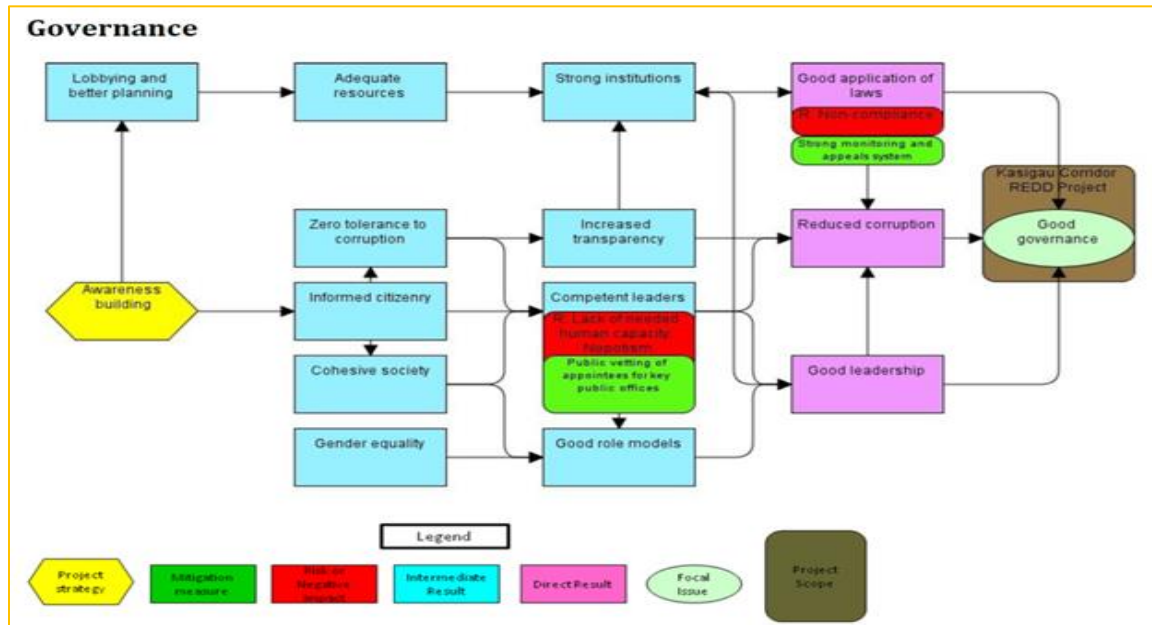 Governance
Lobbying and
better planning
Adequate
resources
Strong institutions
Good application of
laws
R: Non-compliance
Strong monitoring and
appeals system
Kasigau Corridor
REDD Project
Zero tolerance to
corruption
Increased
transparency
Reduced corruption
Good
governance
Awareness
building
Informed citizenry
Competent leaders
R: Lack of needed
human capacity.
Nepotism
Public vetting of
appointees for key
public offices
Cohesive society
Good leadership
Gender equality
Good role models
Legend
Project
strategy
Mitigation
measure
Risk or
Negative
impact
Intermediate
Result
Direct Result
Focal
Issue
Project
Scope